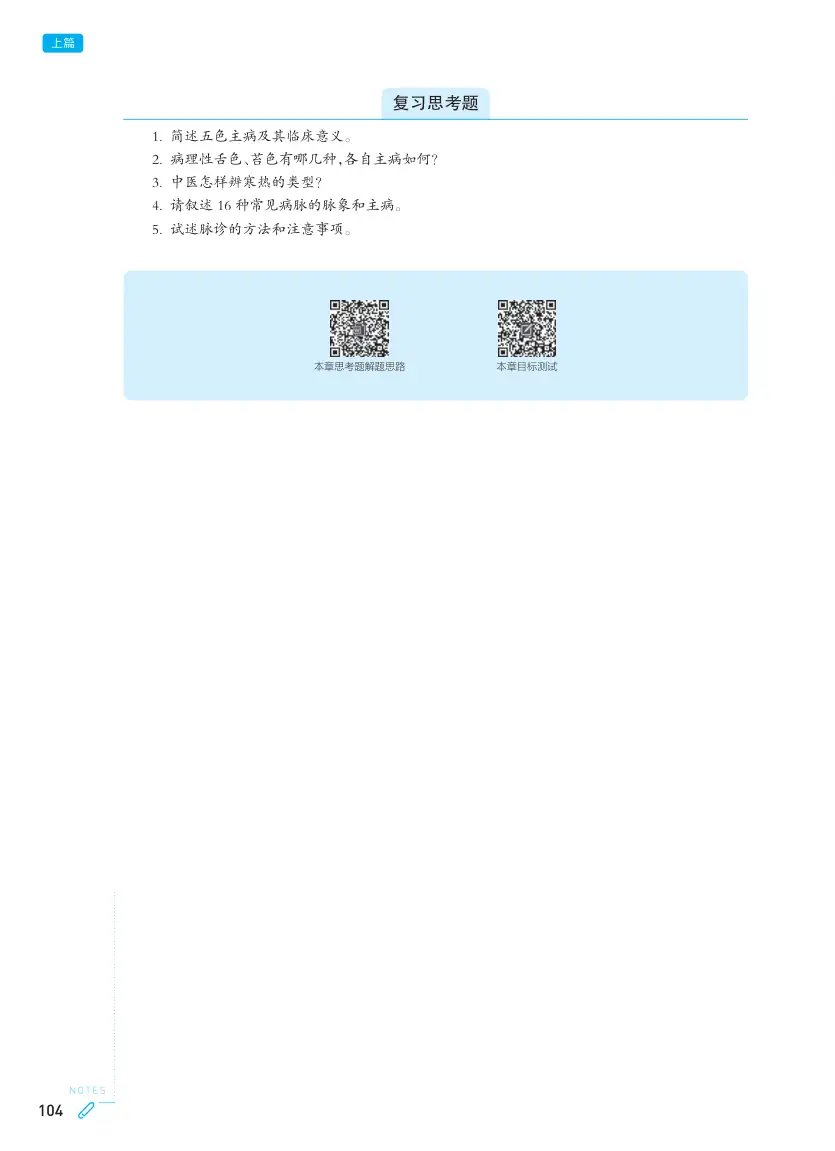 上篇
复习思考题
1. 简述五色主病及其临床意义。
2. 病理性舌色、苔色有哪几种,各自主病如何?
3. 中医怎样辨寒热的类型?
4. 请叙述 16 种常见病脉的脉象和主病。
5. 试述脉诊的方法和注意事项。
本章思考题解题思路
本章目标测试
NOTES
104